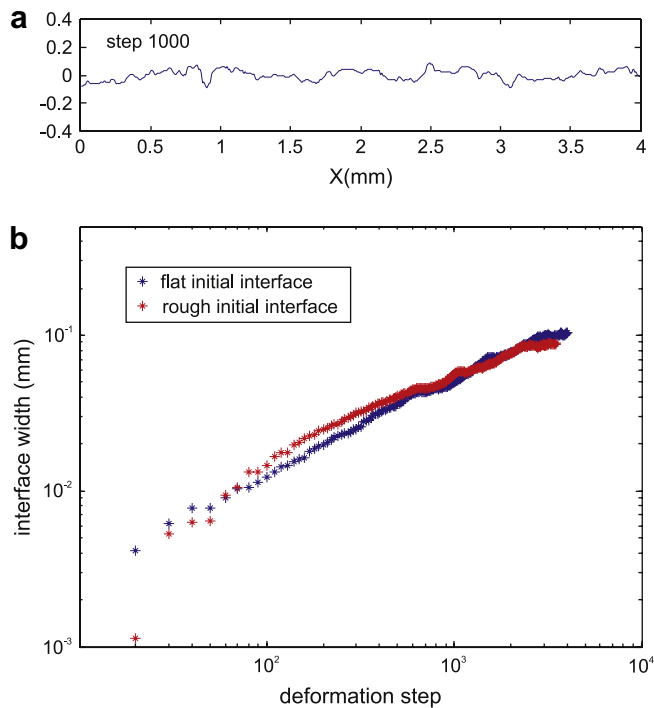 a
step 1000
0.4
0.2
0
-0.2
-0.4
0 0.5 1 1.5 2 2.5 3 3.5 4
X(mm)
b
flat initial interface
rough initial interface
interface width (mm)
10⁻¹
10⁻²
10⁻³
10² 10³ 10⁴
deformation step